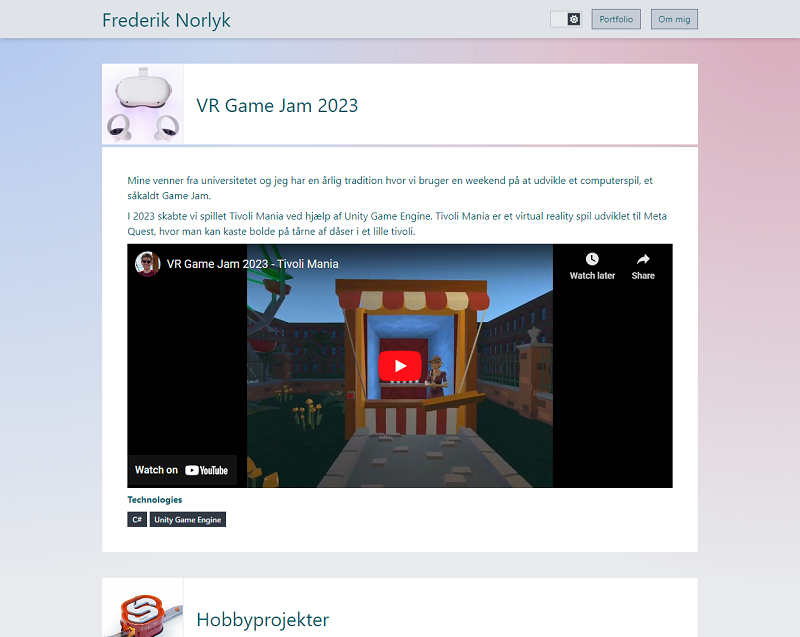 Frederik Norlyk
Portfolio
Om mig
VR Game Jam 2023
Mine venner fra universitetet og jeg har en årlig tradition hvor vi bruger en weekend på at udvikle et computerspil, et
såkaldt Game Jam.
I 2023 skabte vi spillet Tivoli Mania ved hjælp af Unity Game Engine. Tivoli Mania er et virtual reality spil udviklet til Meta
Quest, hvor man kan kaste bolde på tårne af dåser i et lille tivoli.
VR Game Jam 2023 - Tivoli Mania
Watch later
Share
Watch on YouTube
Technologies
C#
Unity Game Engine
Hobbyprojekter